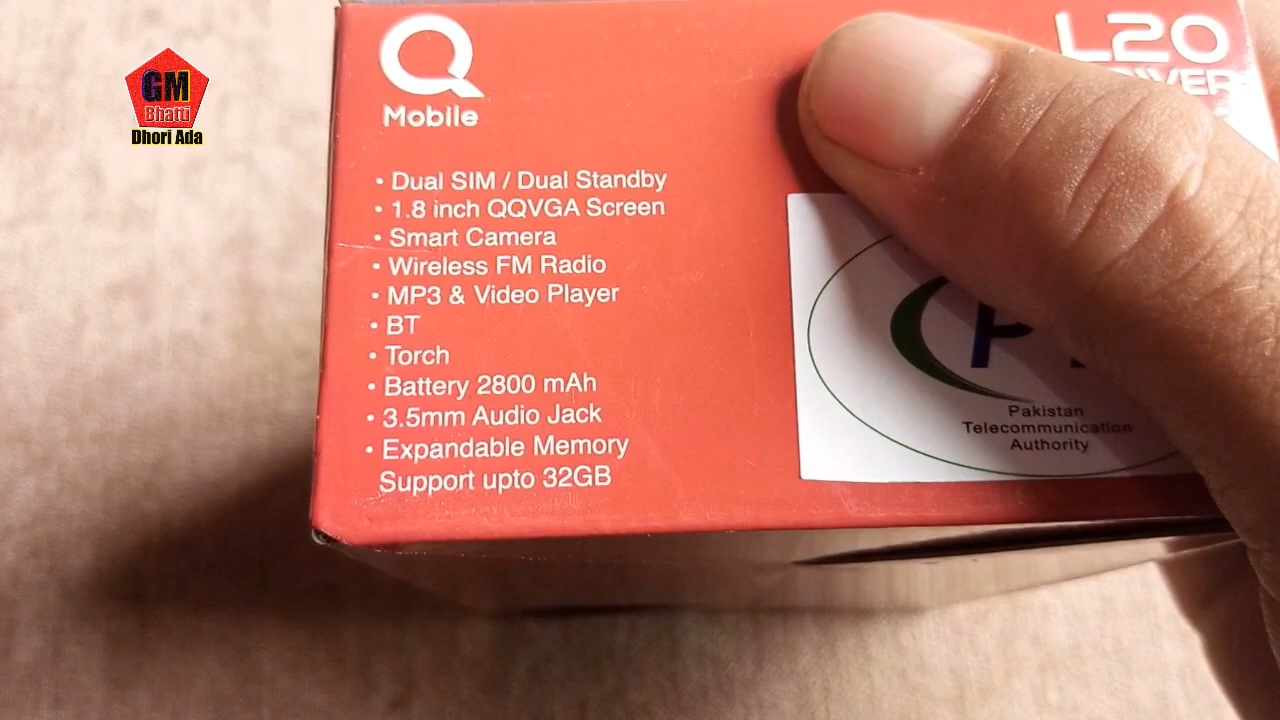 GM
Bhatti
Dhori Ada
Q
Mobile
L20
• Dual SIM / Dual Standby
• 1.8 inch QQVGA Screen
• Smart Camera
• Wireless FM Radio
• MP3 & Video Player
• BT
• Torch
• Battery 2800 mAh
• 3.5mm Audio Jack
• Expandable Memory
Support upto 32GB
P
Pakistan
Telecommunication
Authority